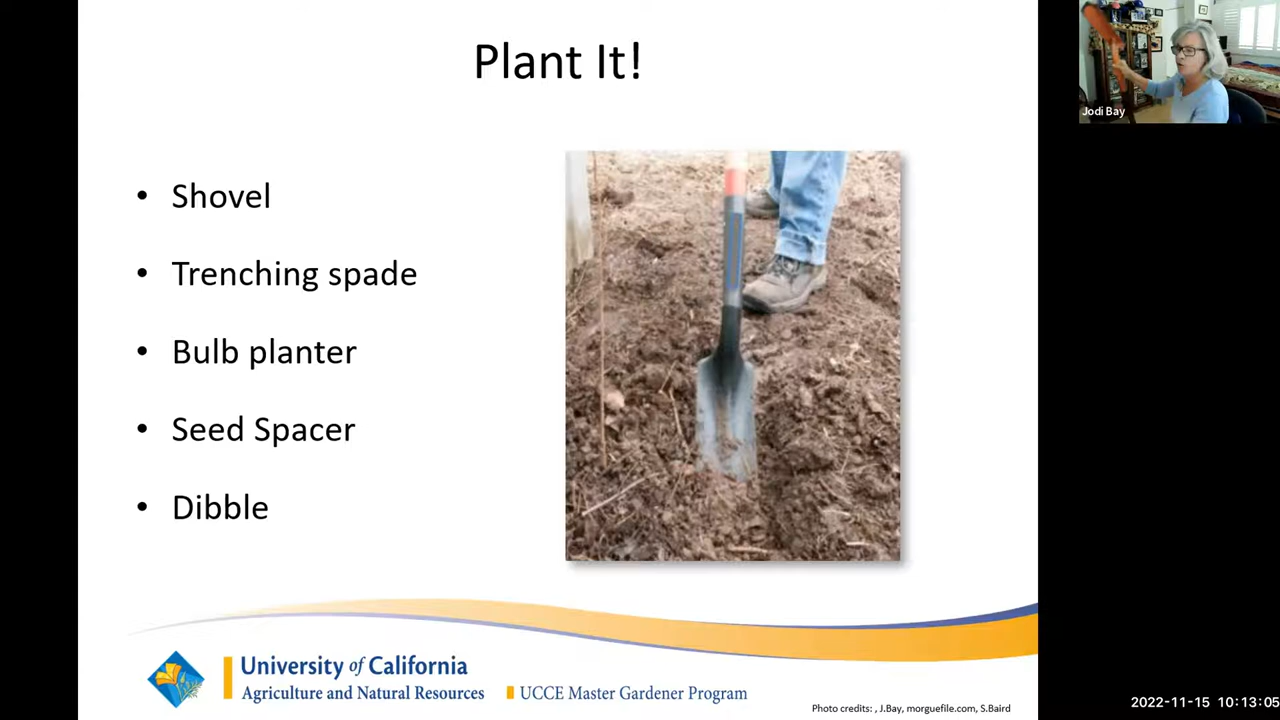 Plant It!
Jodi Bay
• Shovel
• Trenching spade
• Bulb planter
• Seed Spacer
• Dibble
University of California
Agriculture and Natural Resources
UCCE Master Gardener Program
Photo credits: , J.Bay, morguefile.com, S.Baird
2022-11-15 10:13:05